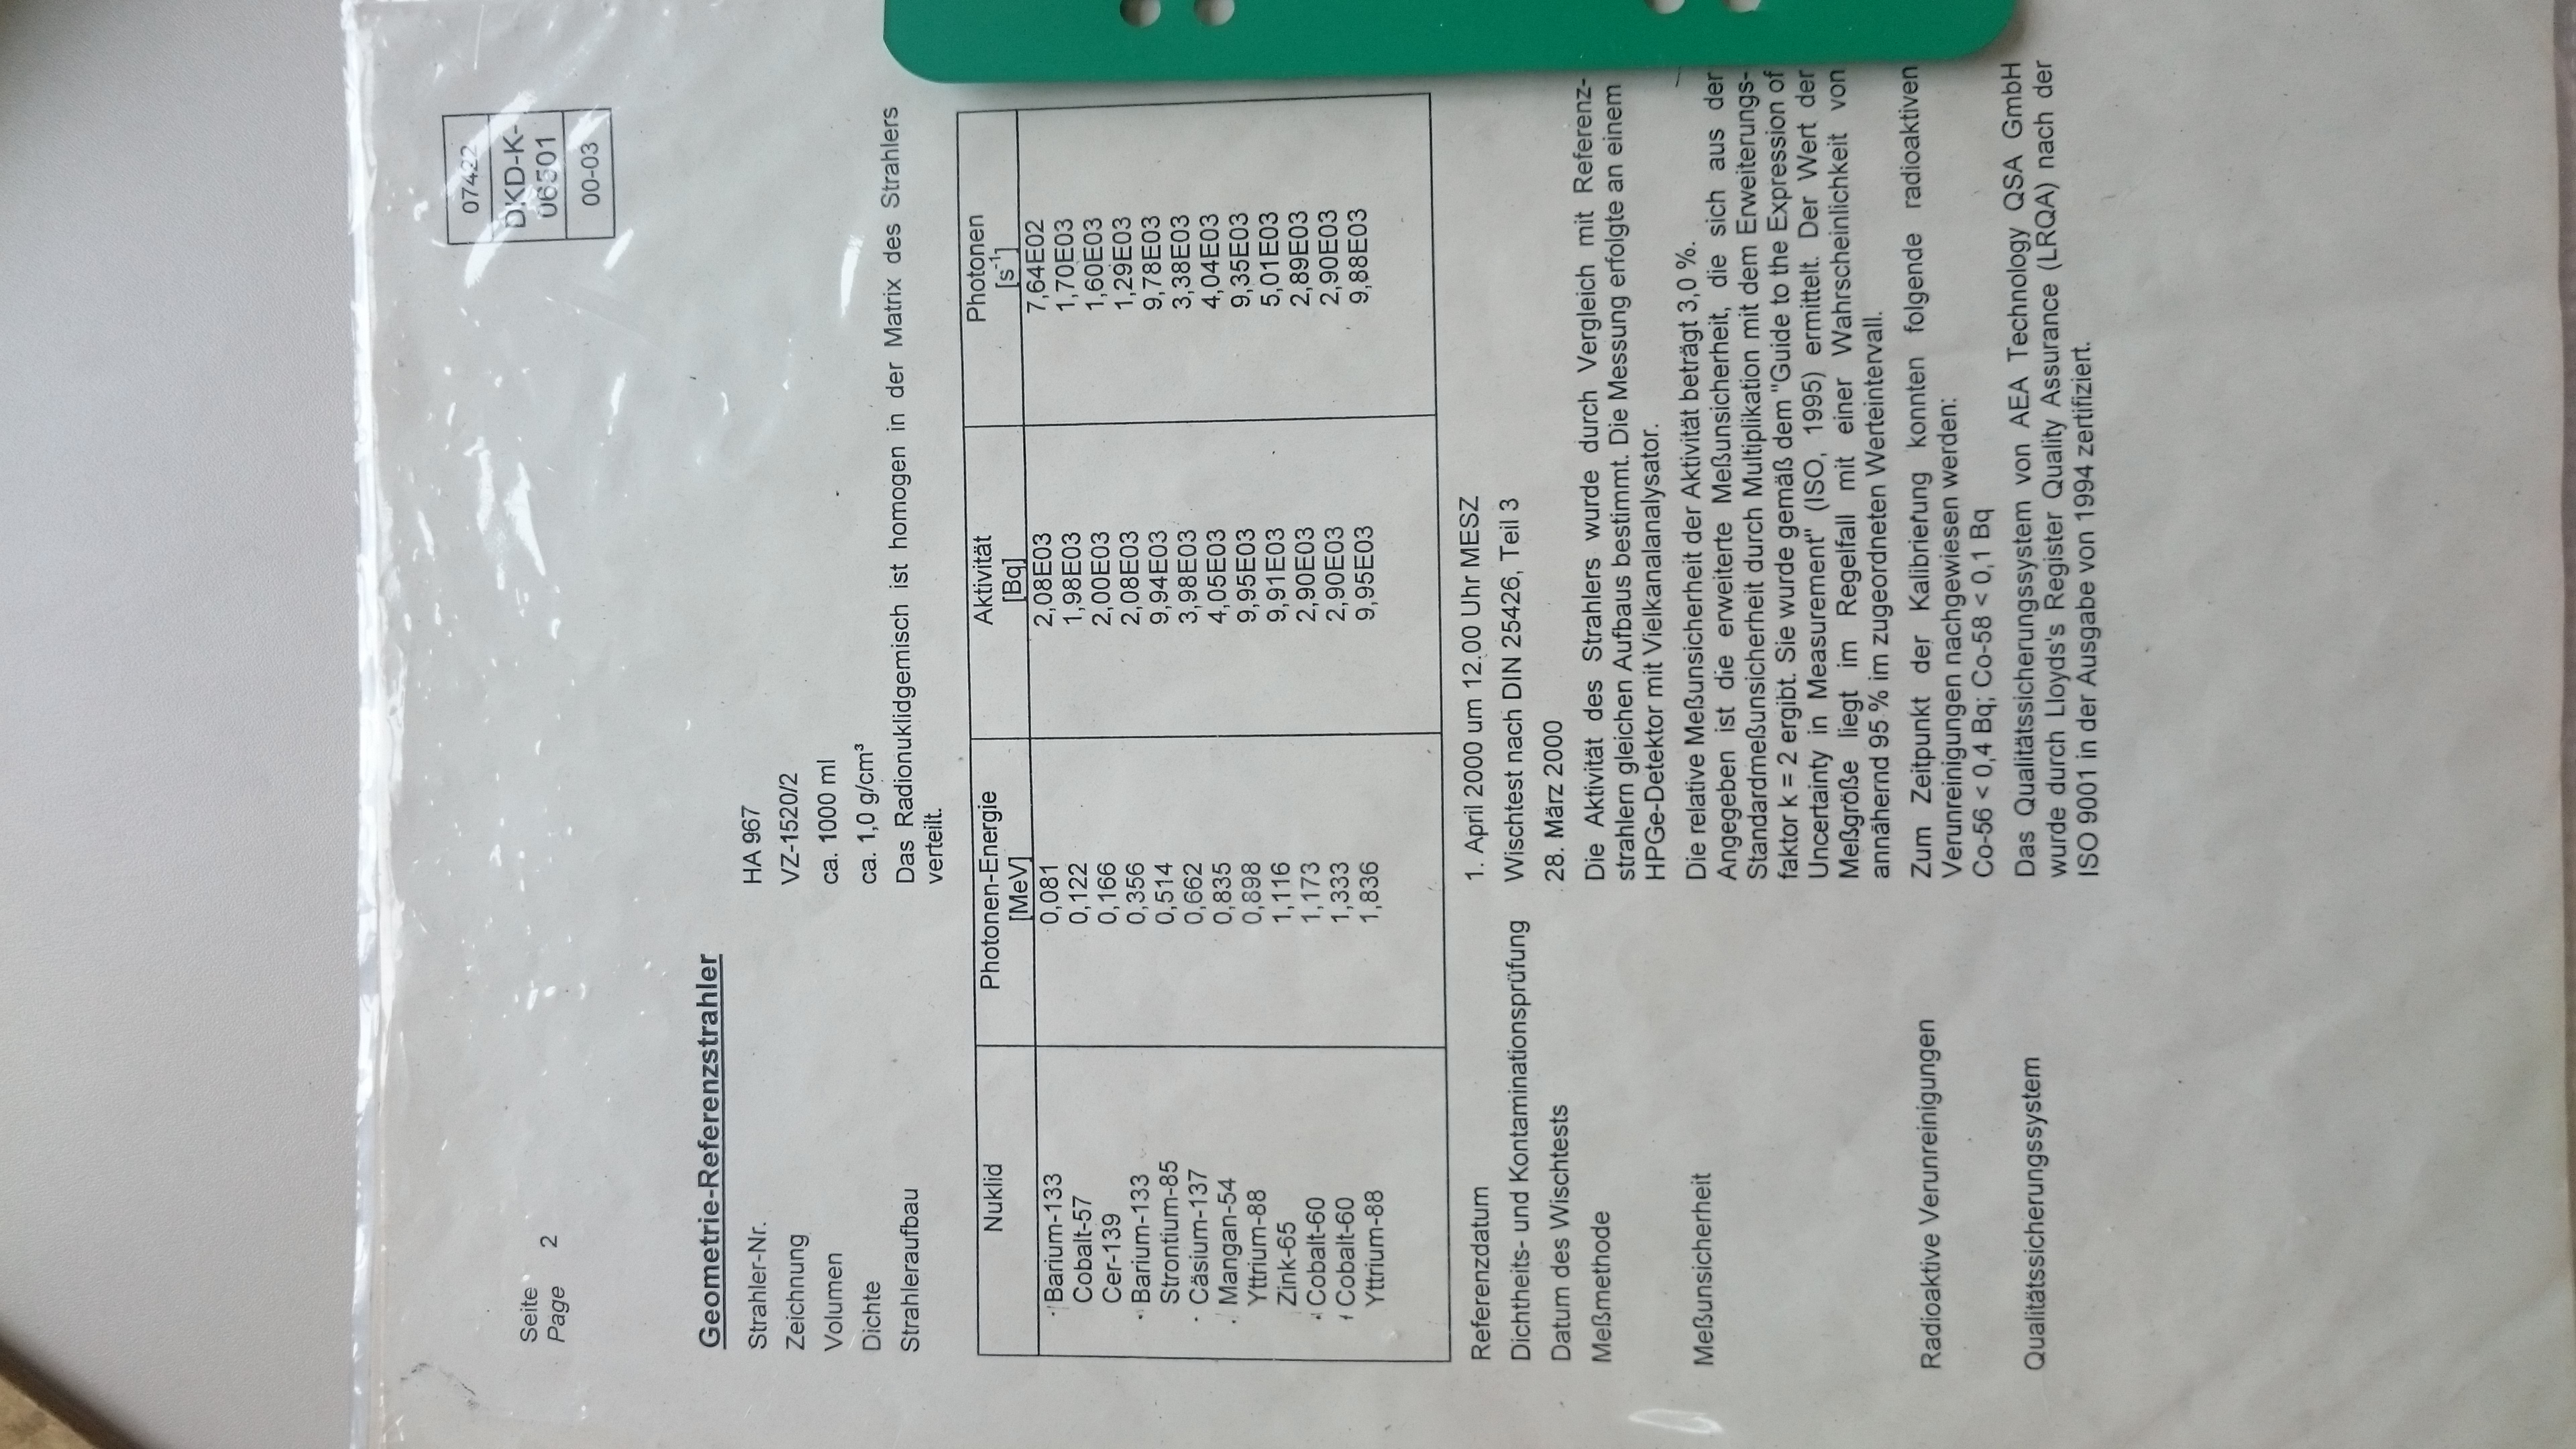 07422
DKD-K-
06501
00-03
Seite 2
Page
Geometrie-Referenzstrahler
Strahler-Nr. HA 967
Zeichnung VZ-1520/2
Volumen ca. 1000 ml
Dichte ca. 1,0 g/cm³
Strahleraufbau Das Radionuklidgemisch ist homogen in der Matrix des Strahlers
verteilt.
Nuklid Photonen-Energie Aktivität Photonen
[MeV] [Bq] [s⁻¹]
Barium-133 0,081 2,08E03 7,64E02
Cobalt-57 0,122 1,98E03 1,70E03
Cer-139 0,166 2,00E03 1,60E03
Barium-133 0,356 2,08E03 1,29E03
Strontium-85 0,514 9,94E03 9,78E03
Cäsium-137 0,662 3,98E03 3,38E03
Mangan-54 0,835 4,05E03 4,04E03
Yttrium-88 0,898 9,95E03 9,35E03
Zink-65 1,116 9,91E03 5,01E03
Cobalt-60 1,173 2,90E03 2,89E03
Cobalt-60 1,333 2,90E03 2,90E03
Yttrium-88 1,836 9,95E03 9,88E03
Referenzdatum 1. April 2000 um 12.00 Uhr MESZ
Dichtheits- und Kontaminationsprüfung Wischtest nach DIN 25426, Teil 3
Datum des Wischtests 28. März 2000
Meßmethode Die Aktivität des Strahlers wurde durch Vergleich mit Referenz-
strahlern gleichen Aufbaus bestimmt. Die Messung erfolgte an einem
HPGe-Detektor mit Vielkanalanalysator.
Meßunsicherheit Die relative Meßunsicherheit der Aktivität beträgt 3,0 %.
Angegeben ist die erweiterte Meßunsicherheit, die sich aus der
Standardmeßunsicherheit durch Multiplikation mit dem Erweiterungs-
faktor k = 2 ergibt. Sie wurde gemäß dem "Guide to the Expression of
Uncertainty in Measurement" (ISO, 1995) ermittelt. Der Wert der
Meßgröße liegt im Regelfall mit einer Wahrscheinlichkeit von
annähernd 95 % im zugeordneten Werteintervall.
Radioaktive Verunreinigungen Zum Zeitpunkt der Kalibrierung konnten folgende radioaktiven
Verunreinigungen nachgewiesen werden:
Co-56 < 0,4 Bq; Co-58 < 0,1 Bq
Qualitätssicherungssystem Das Qualitätssicherungssystem von AEA Technology QSA GmbH
wurde durch Lloyds's Register Quality Assurance (LRQA) nach der
ISO 9001 in der Ausgabe von 1994 zertifiziert.